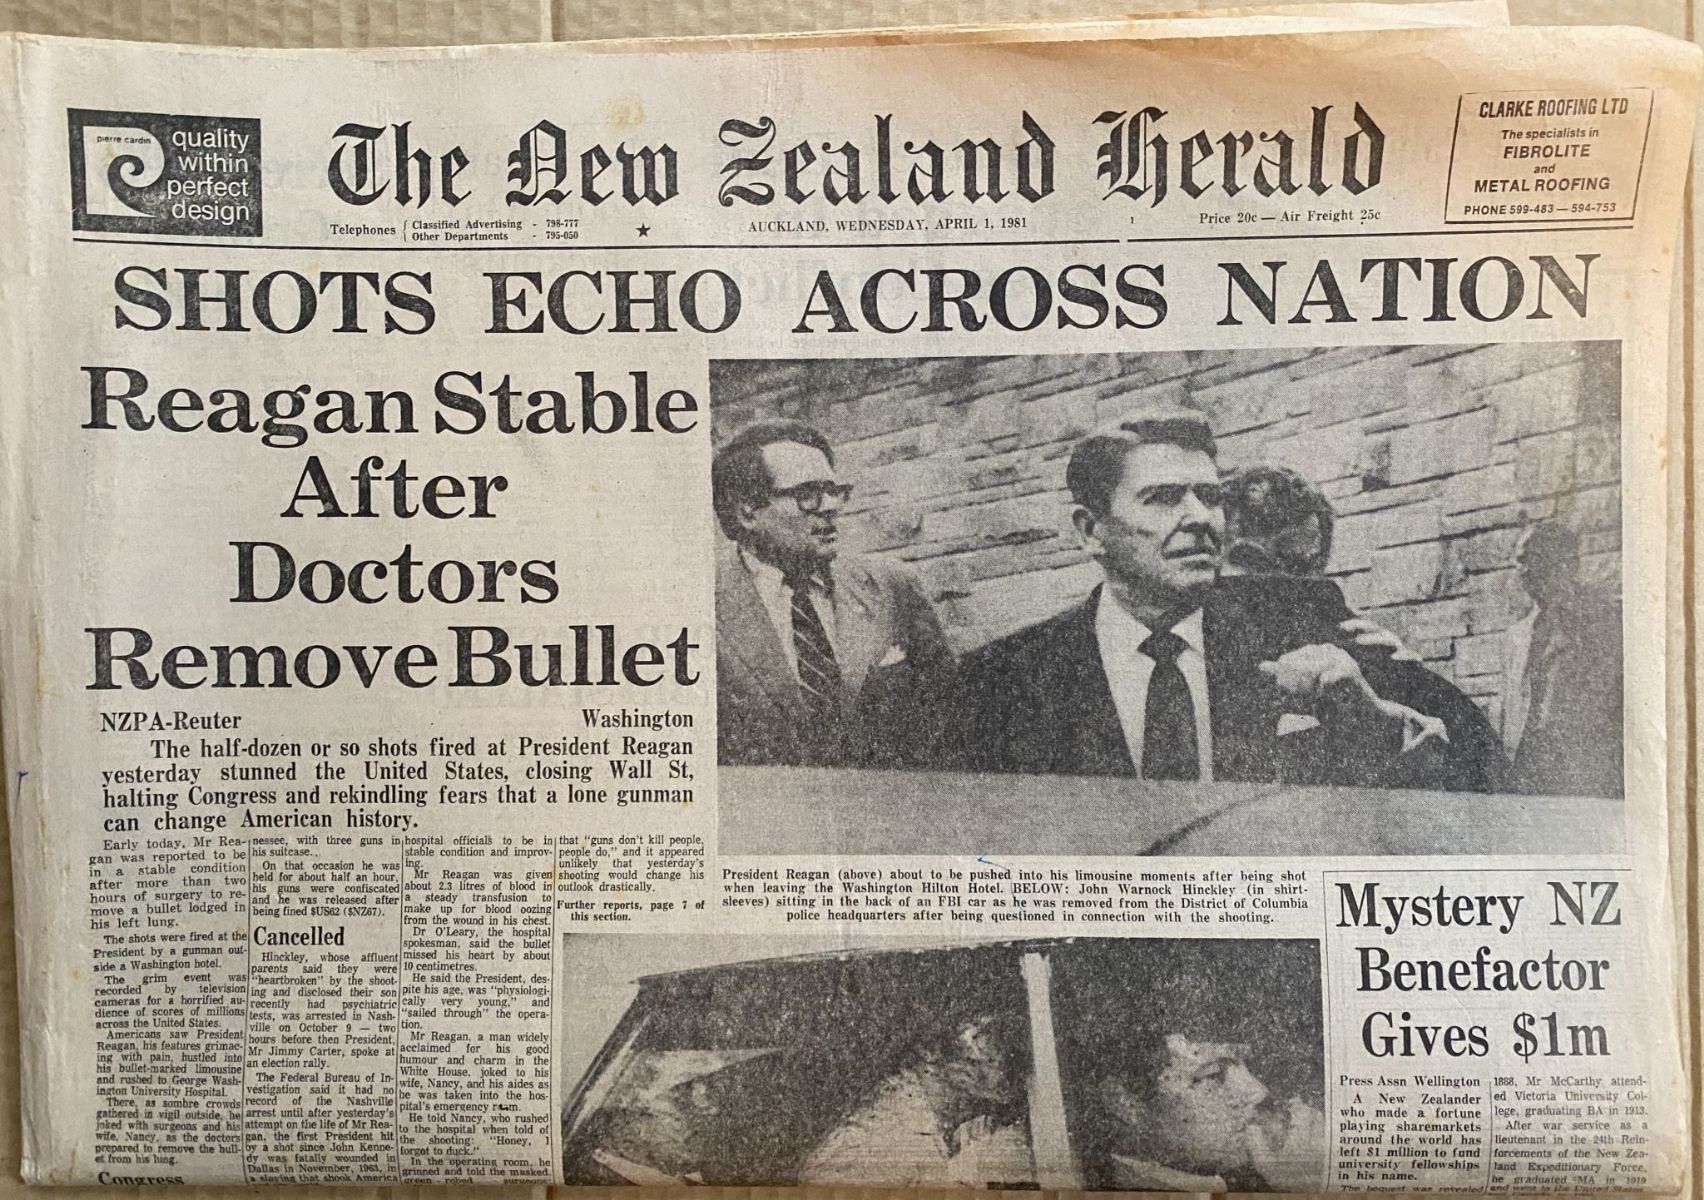 pierre cardin
quality
within
perfect
design
The New Zealand Herald
CLARKE ROOFING LTD
The specialists in
FIBROLITE
and
METAL ROOFING
PHONE 599-483 — 594-753
Telephones { Classified Advertising - 798-777
Other Departments - 795-050
★
AUCKLAND, WEDNESDAY, APRIL 1, 1981
1
Price 20c — Air Freight 25c
SHOTS ECHO ACROSS NATION
Reagan Stable
After
Doctors
Remove Bullet
NZPA-Reuter Washington
The half-dozen or so shots fired at President Reagan
yesterday stunned the United States, closing Wall St,
halting Congress and rekindling fears that a lone gunman
can change American history.
Early today, Mr Rea-
gan was reported to be
in a stable condition
after more than two
hours of surgery to re-
move a bullet lodged in
his left lung.
The shots were fired at the
President by a gunman out-
side a Washington hotel.
The grim event was
recorded by television
cameras for a horrified au-
dience of scores of millions
across the United States.
Americans saw President
Reagan, his features grimac-
ing with pain, hustled into
his bullet-marked limousine
and rushed to George Wash-
ington University Hospital.
There, as sombre crowds
gathered in vigil outside, he
joked with surgeons and his
wife, Nancy, as the doctors
prepared to remove the bull-
et from his lung.
Congress
nessee, with three guns in
his suitcase.
On that occasion he was
held for about half an hour,
his guns were confiscated
and he was released after
being fined $US62 ($NZ67).
Cancelled
Hinckley, whose affluent
parents said they were
"heartbroken" by the shoot-
ing and disclosed their son
recently had psychiatric
tests, was arrested in Nash-
ville on October 9 — two
hours before then President,
Mr Jimmy Carter, spoke at
an election rally.
The Federal Bureau of In-
vestigation said it had no
record of the Nashville
arrest until after yesterday's
attempt on the life of Mr Rea-
gan, the first President hit
by a shot since John Kenne-
dy was fatally wounded in
Dallas in November, 1963, in
a slaying that shook America
hospital officials to be in
stable condition and improv-
ing.
Mr Reagan was given
about 2.3 litres of blood in
a steady transfusion to
make up for blood oozing
from the wound in his chest.
Dr O'Leary, the hospital
spokesman, said the bullet
missed his heart by about
10 centimetres.
He said the President, des-
pite his age, was "physiologi-
cally very young," and
"sailed through" the opera-
tion.
Mr Reagan, a man widely
acclaimed for his good
humour and charm in the
White House, joked to his
wife, Nancy, and his aides as
he was taken into the hos-
pital's emergency room.
He told Nancy, who rushed
to the hospital when told of
the shooting: "Honey, I
forgot to duck."
In the operating room, he
grinned and told the masked,
green - robed surgeons:
that "guns don't kill people,
people do," and it appeared
unlikely that yesterday's
shooting would change his
outlook drastically.
Further reports, page 7 of
this section.
President Reagan (above) about to be pushed into his limousine moments after being shot
when leaving the Washington Hilton Hotel. BELOW: John Warnock Hinckley (in shirt-
sleeves) sitting in the back of an FBI car as he was removed from the District of Columbia
police headquarters after being questioned in connection with the shooting.
Mystery NZ
Benefactor
Gives $1m
Press Assn Wellington
A New Zealander
who made a fortune
playing sharemarkets
around the world has
left $1 million to fund
university fellowships
in his name.
The bequest was revealed
1888, Mr McCarthy attend-
ed Victoria University Col-
lege, graduating BA in 1913.
After war service as a
lieutenant in the 24th Rein-
forcements of the New Zea-
land Expeditionary Force,
he graduated MA in 1919
and went to the United States